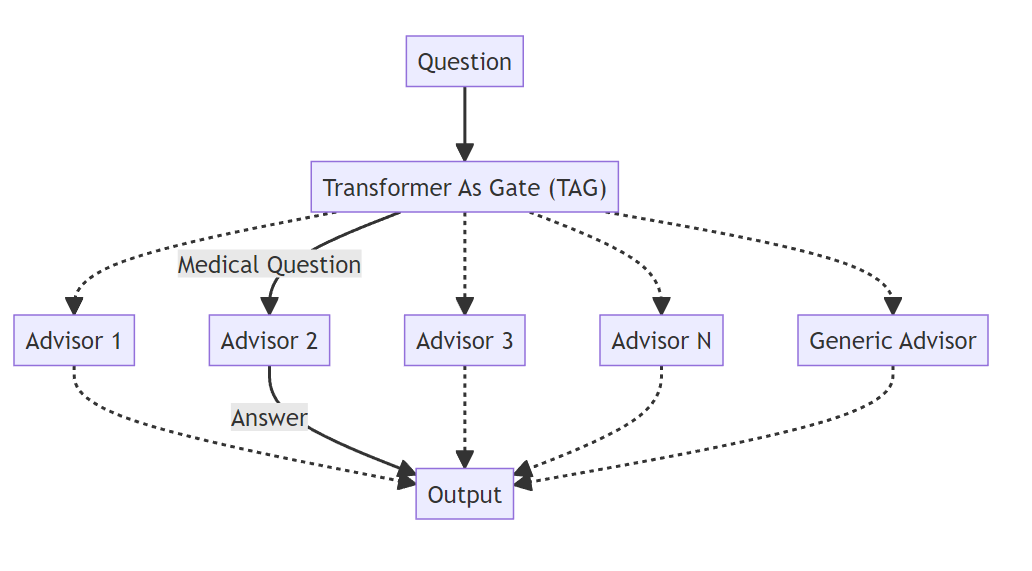 Question
Transformer As Gate (TAG)
Medical Question
Advisor 1
Advisor 2
Advisor 3
Advisor N
Generic Advisor
Answer
Output